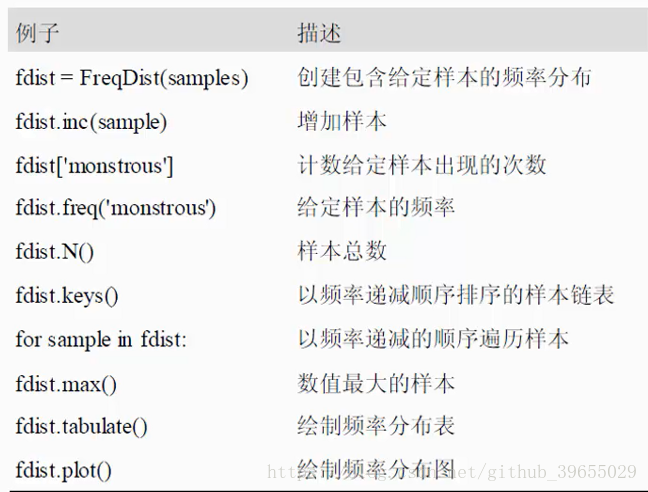 例子 描述
fdist = FreqDist(samples) 创建包含给定样本的频率分布
fdist.inc(sample) 增加样本
fdist['monstrous'] 计数给定样本出现的次数
fdist.freq('monstrous') 给定样本的频率
fdist.N() 样本总数
fdist.keys() 以频率递减顺序排序的样本链表
for sample in fdist: 以频率递减的顺序遍历样本
fdist.max() 数值最大的样本
fdist.tabulate() 绘制频率分布表
fdist.plot() 绘制频率分布图
github_39655029